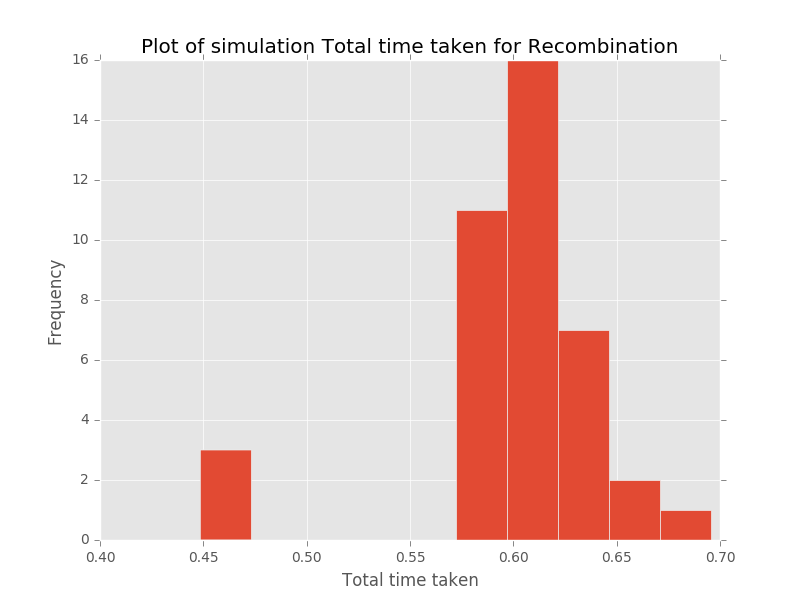 Plot of simulation Total time taken for Recombination
16
14
12
10
8
6
4
2
0
Frequency
0.40 0.45 0.50 0.55 0.60 0.65 0.70
Total time taken